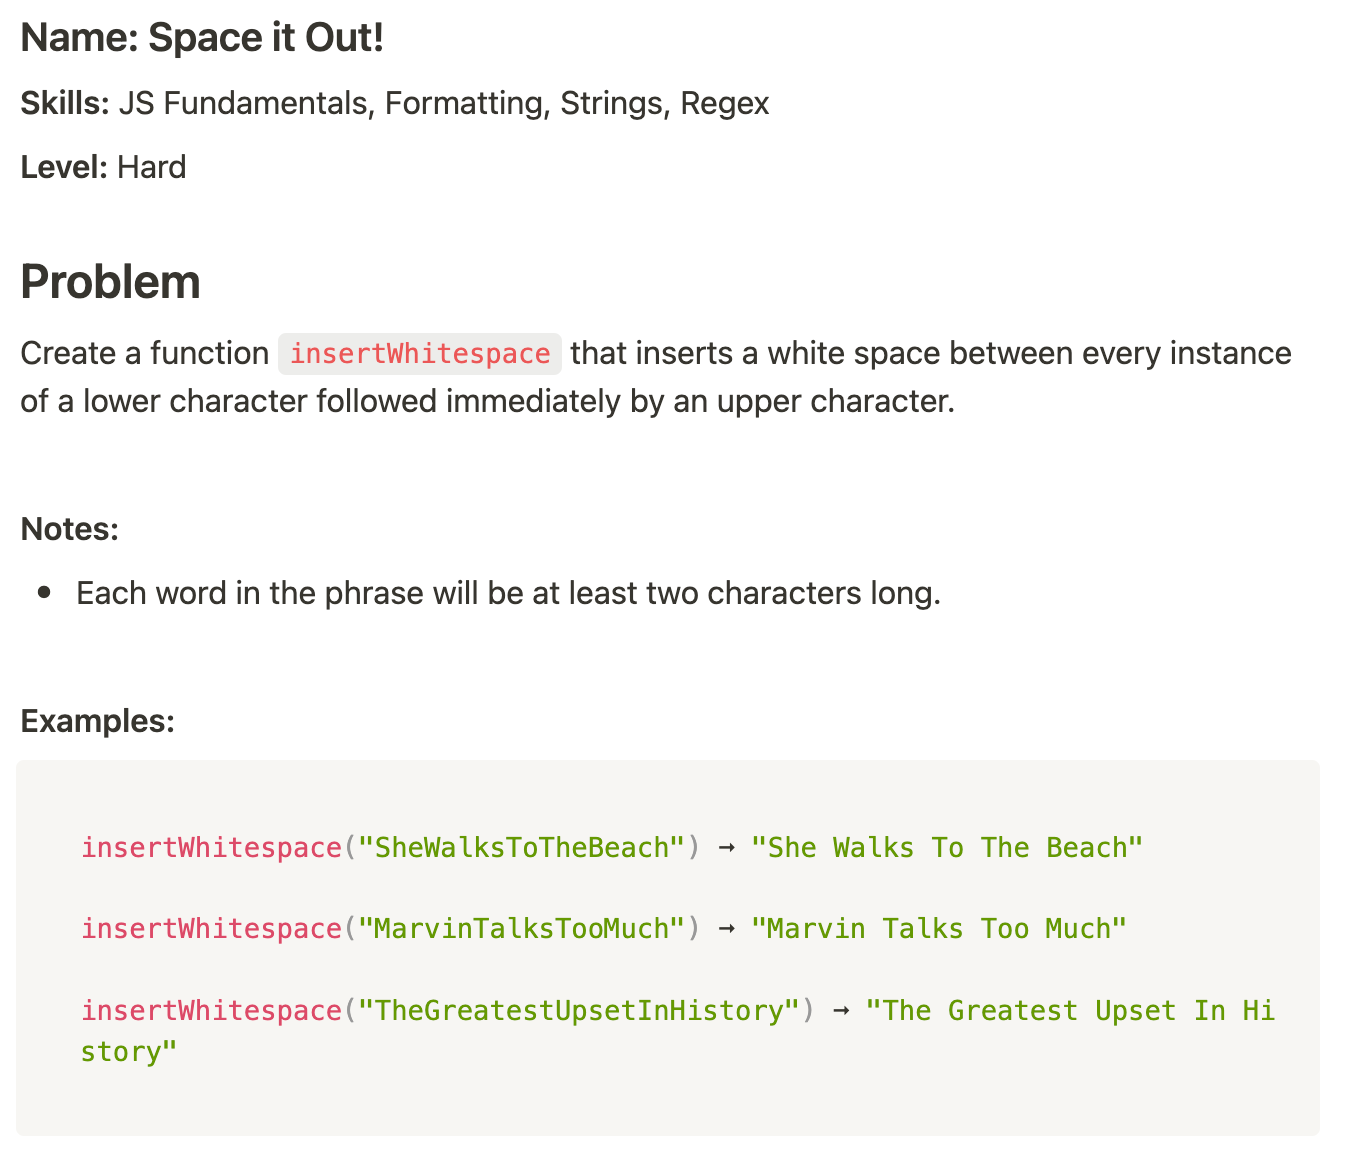 Name: Space it Out!
Skills: JS Fundamentals, Formatting, Strings, Regex
Level: Hard
Problem
Create a function insertWhitespace that inserts a white space between every instance
of a lower character followed immediately by an upper character.
Notes:
• Each word in the phrase will be at least two characters long.
Examples:
insertWhitespace("SheWalksToTheBeach") → "She Walks To The Beach"
insertWhitespace("MarvinTalksTooMuch") → "Marvin Talks Too Much"
insertWhitespace("TheGreatestUpsetInHistory") → "The Greatest Upset In Hi
story"